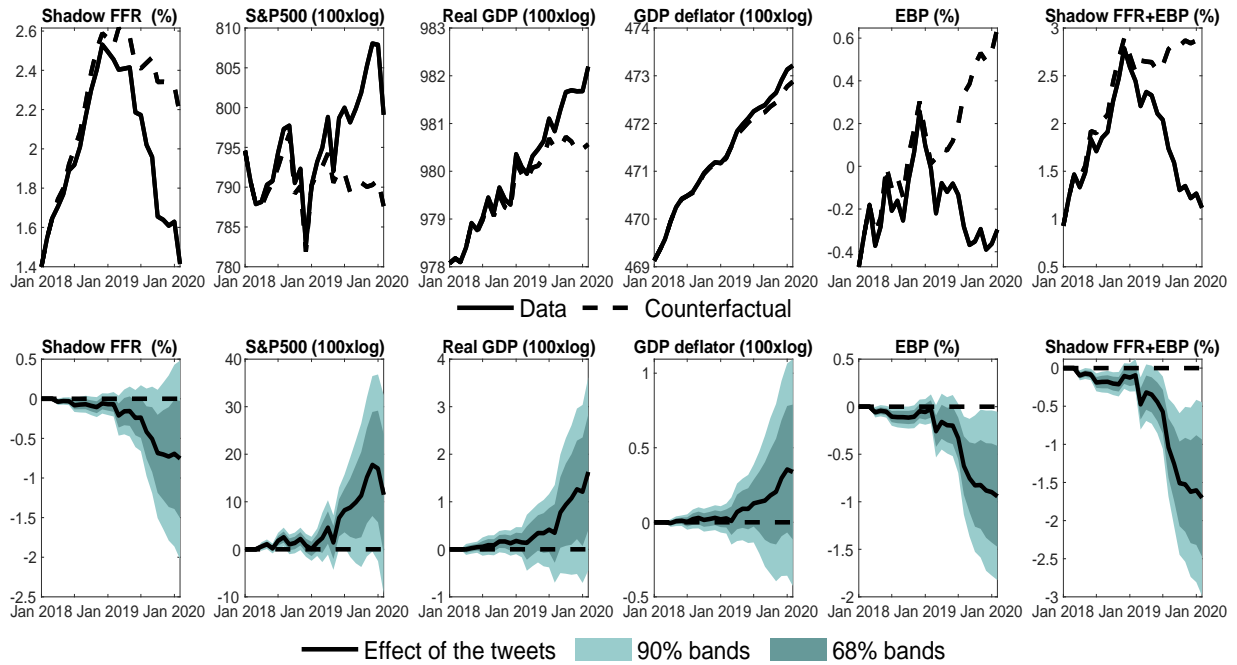 Shadow FFR (%) S&P500 (100xlog) Real GDP (100xlog) GDP deflator (100xlog) EBP (%) Shadow FFR+EBP (%)
2.6 810 983 474 0.6 3
2.4 805 982 473 0.4 2.5
2.2 800 981 472 0.2 2
2 795 980 471 0 1.5
1.8 790 979 470 -0.2 1
1.6 785 978 469 -0.4 0.5
1.4 780
Jan 2018 Jan 2019 Jan 2020 Jan 2018 Jan 2019 Jan 2020 Jan 2018 Jan 2019 Jan 2020 Jan 2018 Jan 2019 Jan 2020 Jan 2018 Jan 2019 Jan 2020 Jan 2018 Jan 2019 Jan 2020
Data Counterfactual
Shadow FFR (%) S&P500 (100xlog) Real GDP (100xlog) GDP deflator (100xlog) EBP (%) Shadow FFR+EBP (%)
0.5 40 4 1 0.5 0
0 30 3 0.5 0 -0.5
-0.5 20 2 0 -0.5 -1
-1 10 1 -0.5 -1 -1.5
-1.5 0 0 -1.5 -2
-2 -10 -1 -2 -2.5
-2.5 -3
Jan 2018 Jan 2019 Jan 2020 Jan 2018 Jan 2019 Jan 2020 Jan 2018 Jan 2019 Jan 2020 Jan 2018 Jan 2019 Jan 2020 Jan 2018 Jan 2019 Jan 2020 Jan 2018 Jan 2019 Jan 2020
Effect of the tweets 90% bands 68% bands